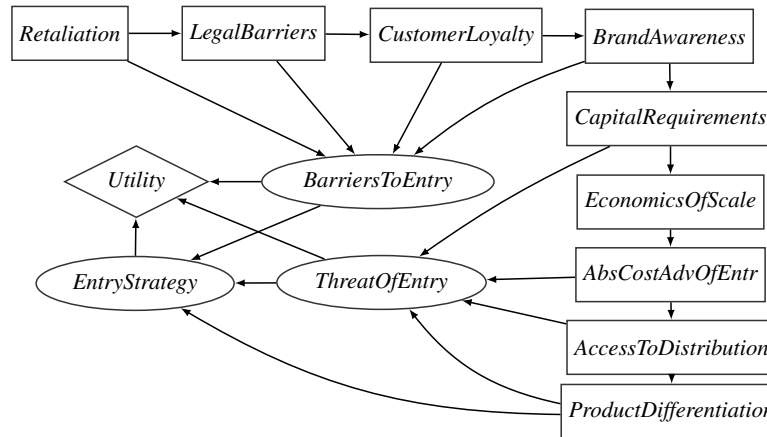 Retaliation
LegalBarriers
CustomerLoyalty
BrandAwareness
CapitalRequirements
Utility
BarriersToEntry
EconomicsOfScale
EntryStrategy
ThreatOfEntry
AbsCostAdvOfEntr
AccessToDistribution
ProductDifferentiation